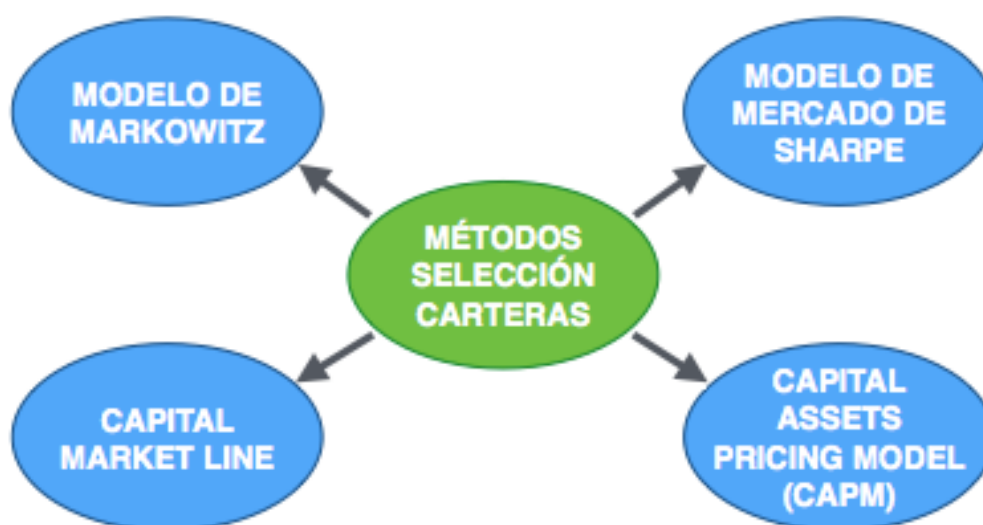 MODELO DE
MARKOWITZ
MODELO DE
MERCADO DE
SHARPE
MÉTODOS
SELECCIÓN
CARTERAS
CAPITAL
MARKET LINE
CAPITAL
ASSETS
PRICING MODEL
(CAPM)